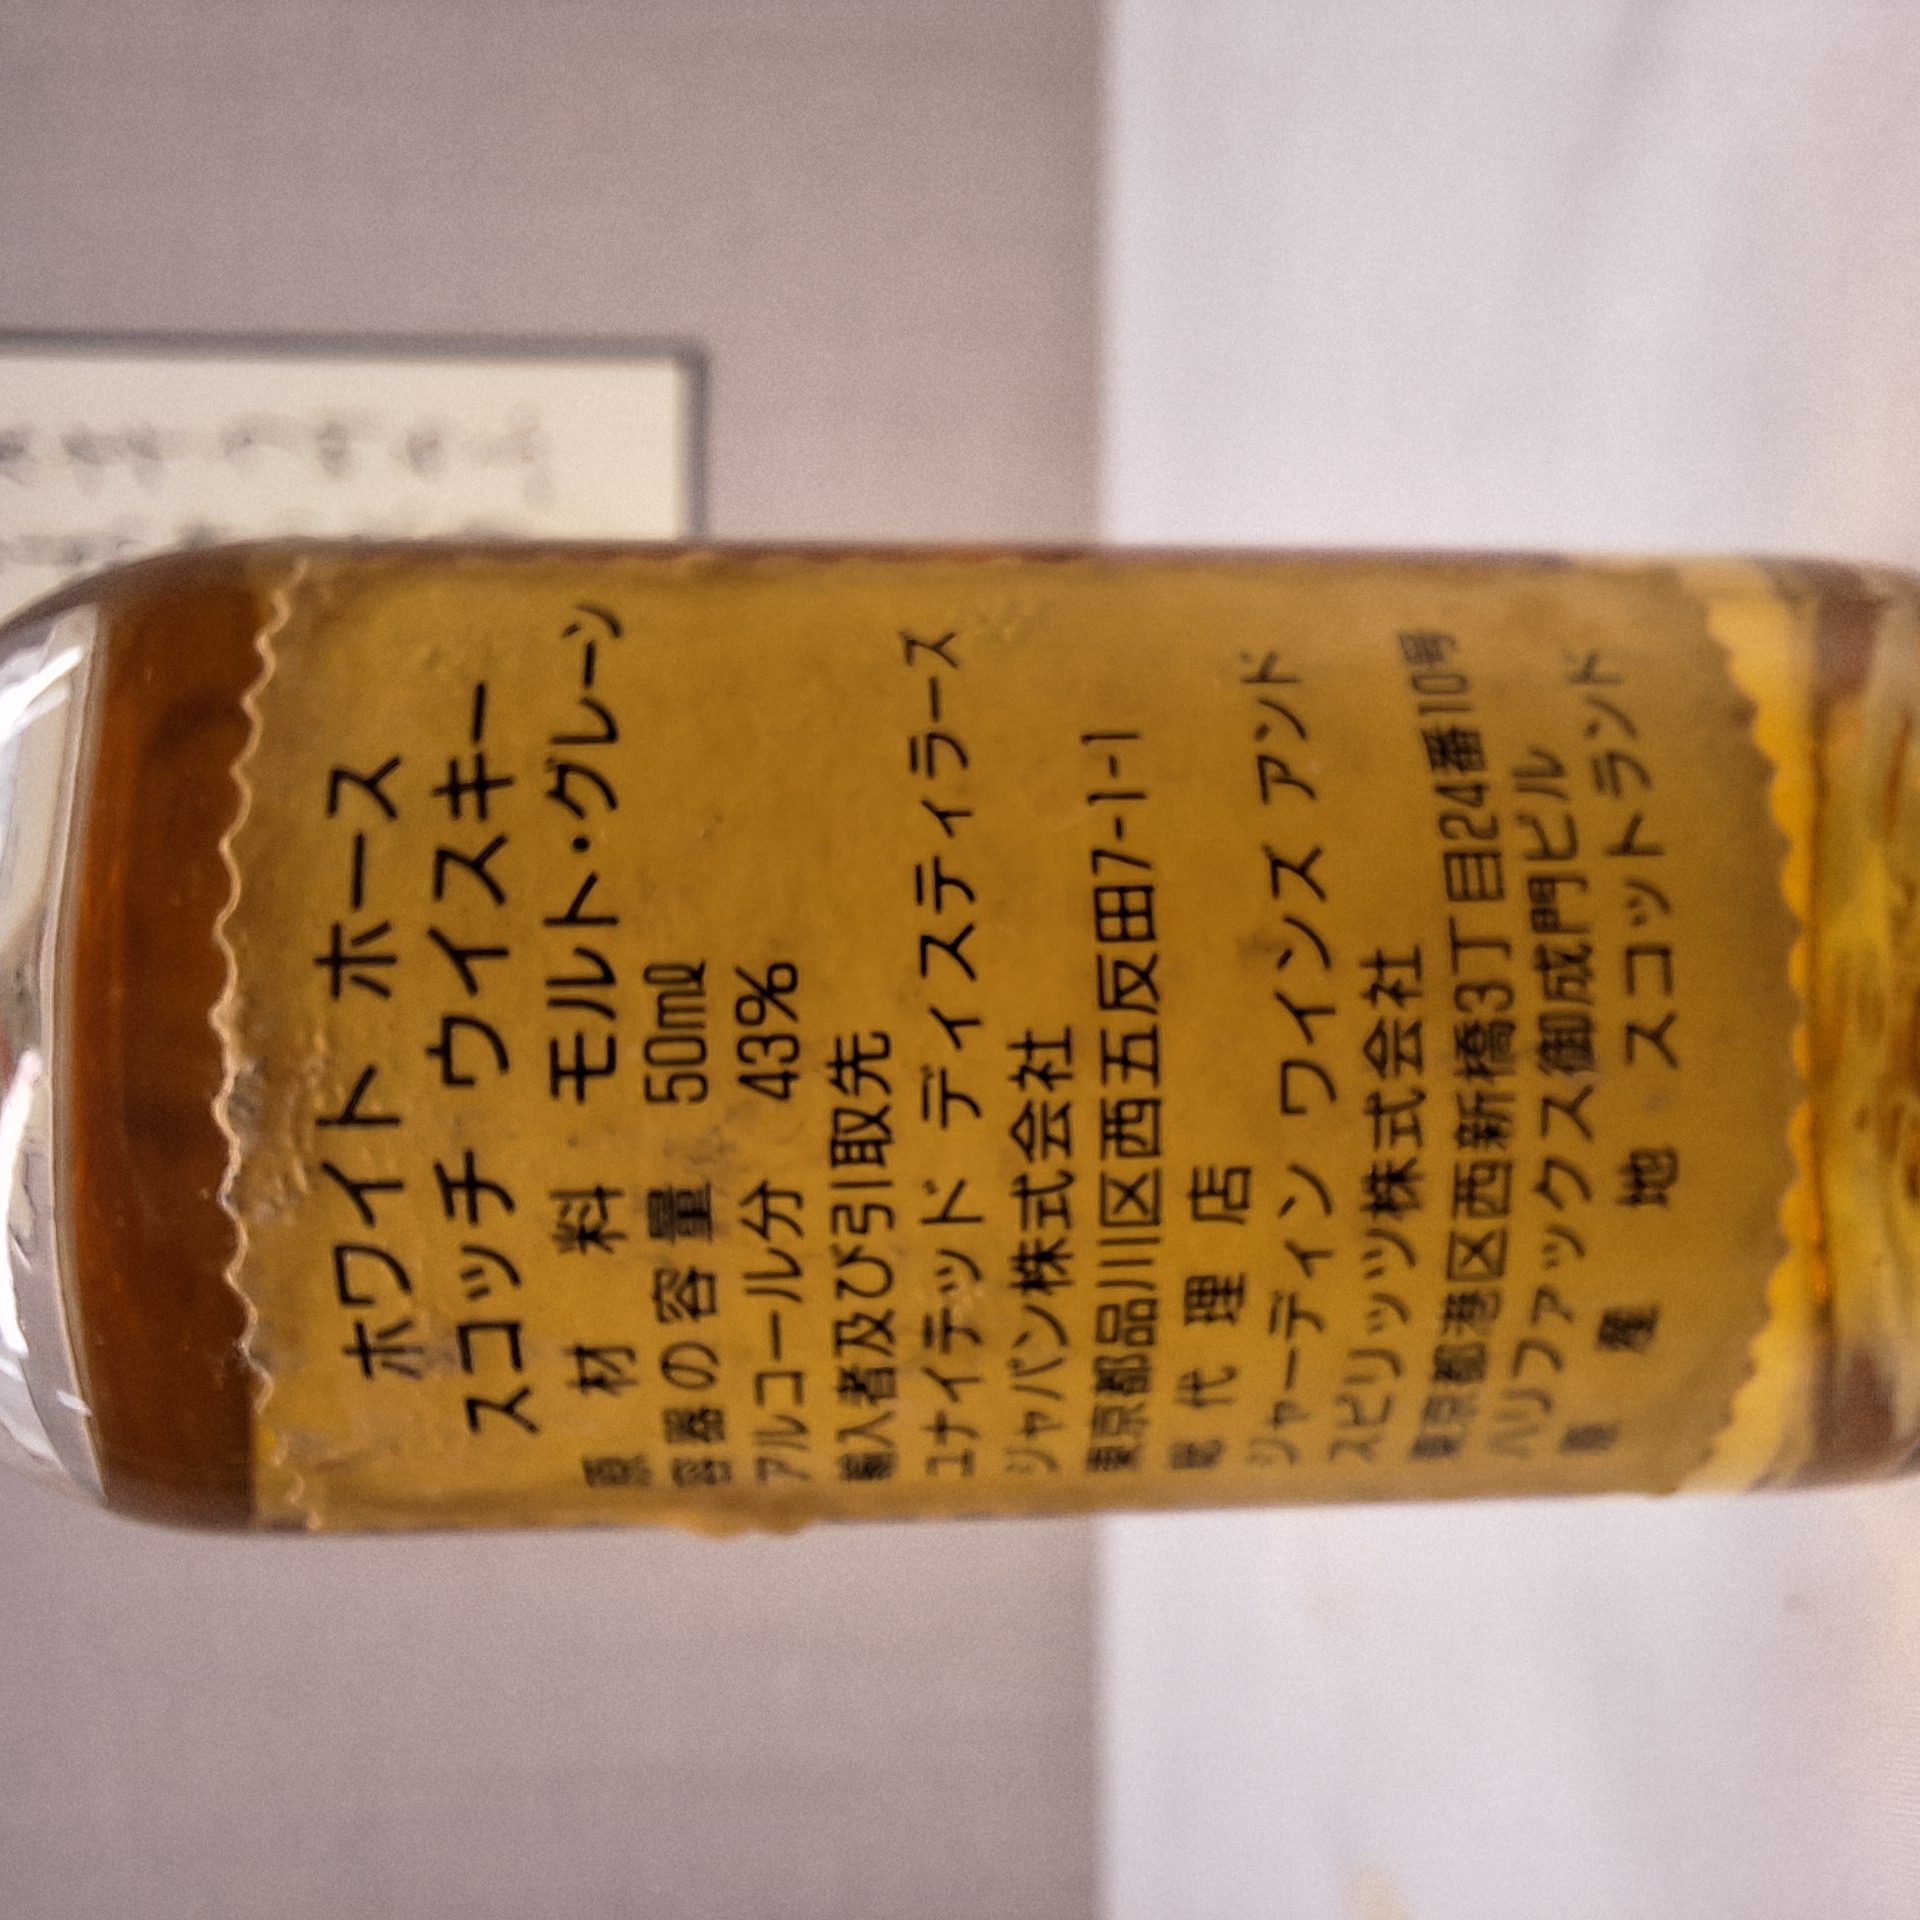 ホワイト ホース
スコッチ ウイスキー
原材料 モルト・グレーン
容器の容量 50mℓ
アルコール分 43%
輸入者及び引取先
ユナイテッド ディスティラーズ
ジャパン株式会社
東京都品川区西五反田7-1-1
総代理店
ジャーディン ワインズ アンド
スピリッツ株式会社
東京都港区西新橋3丁目24番10号
ハリファックス御成門ビル
原産地 スコットランド